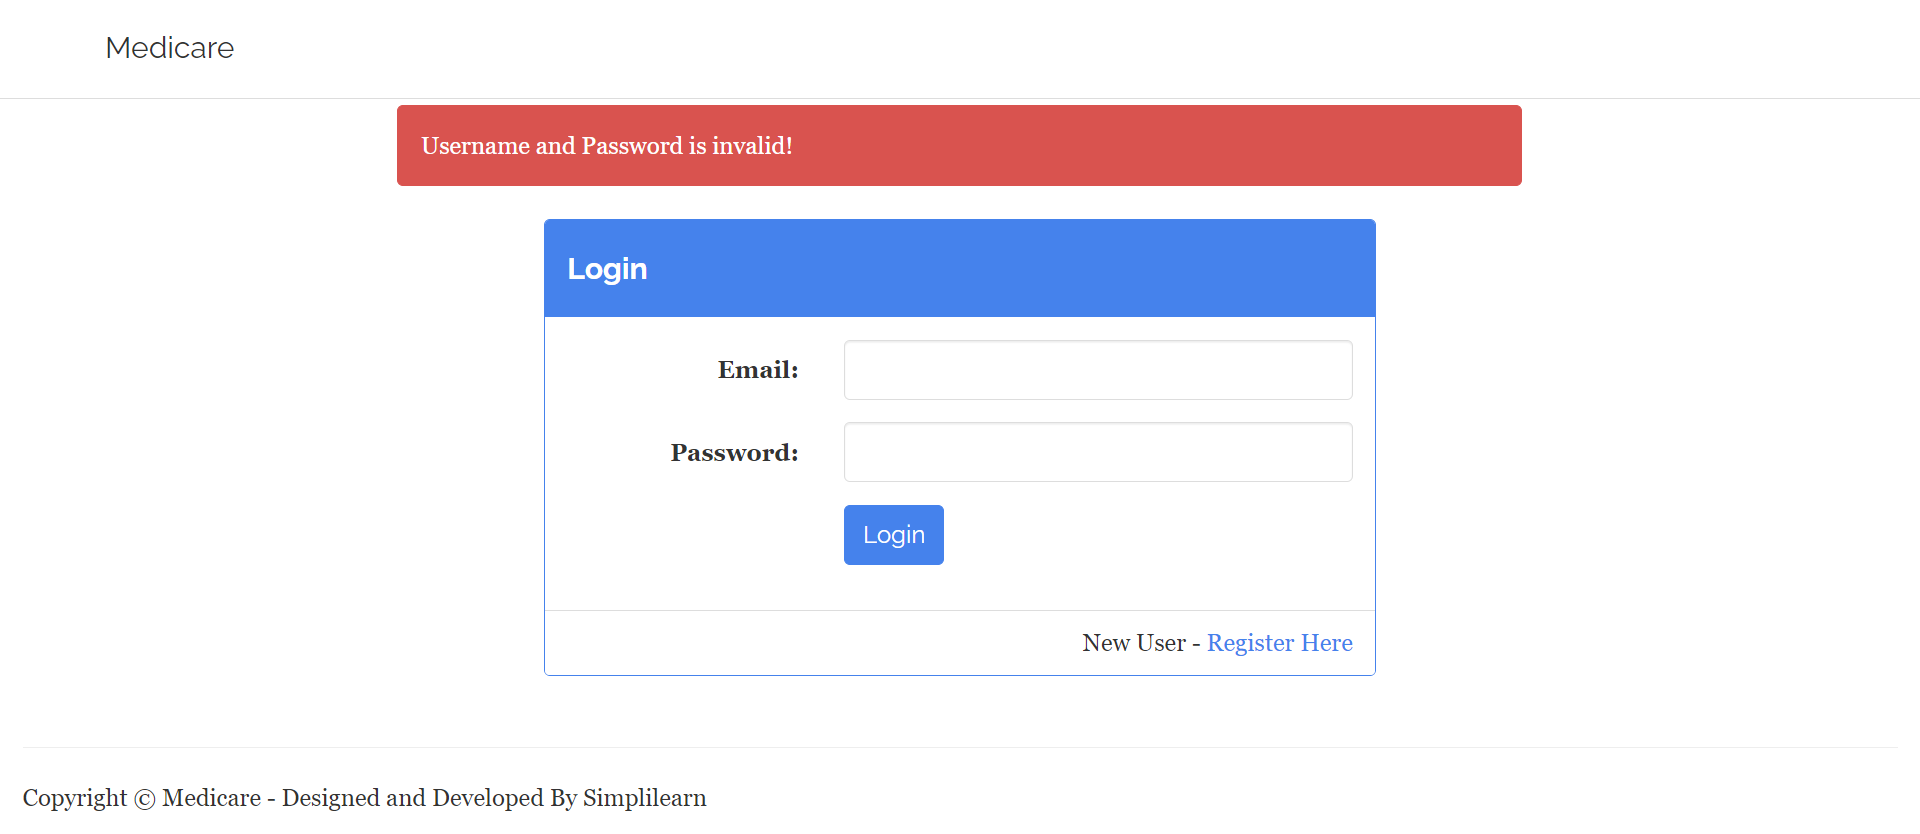 Medicare
Username and Password is invalid!
Login
Email:
Password:
Login
New User - Register Here
Copyright © Medicare - Designed and Developed By Simplilearn